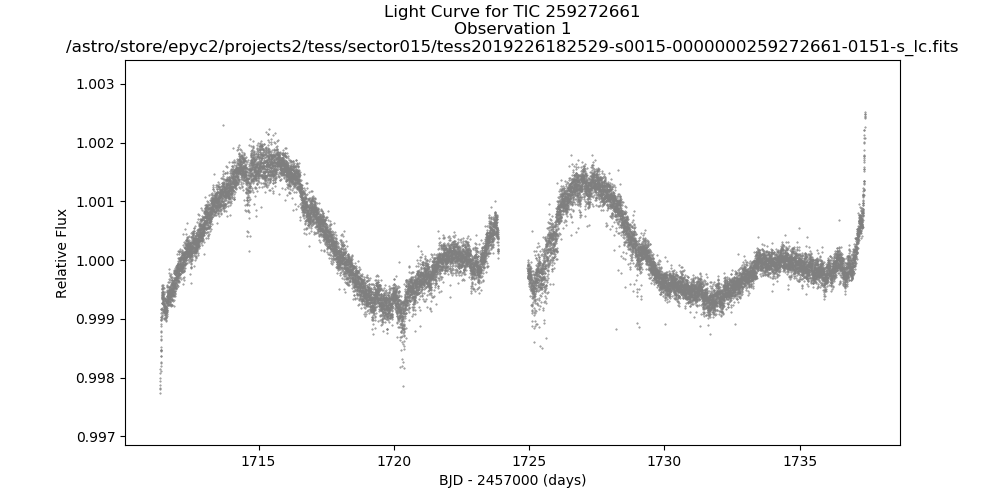 Light Curve for TIC 259272661
Observation 1
/astro/store/epyc2/projects2/tess/sector015/tess2019226182529-s0015-0000000259272661-0151-s_lc.fits
1.003
1.002
1.001
1.000
0.999
0.998
0.997
Relative Flux
1715
1720
1725
1730
1735
BJD - 2457000 (days)